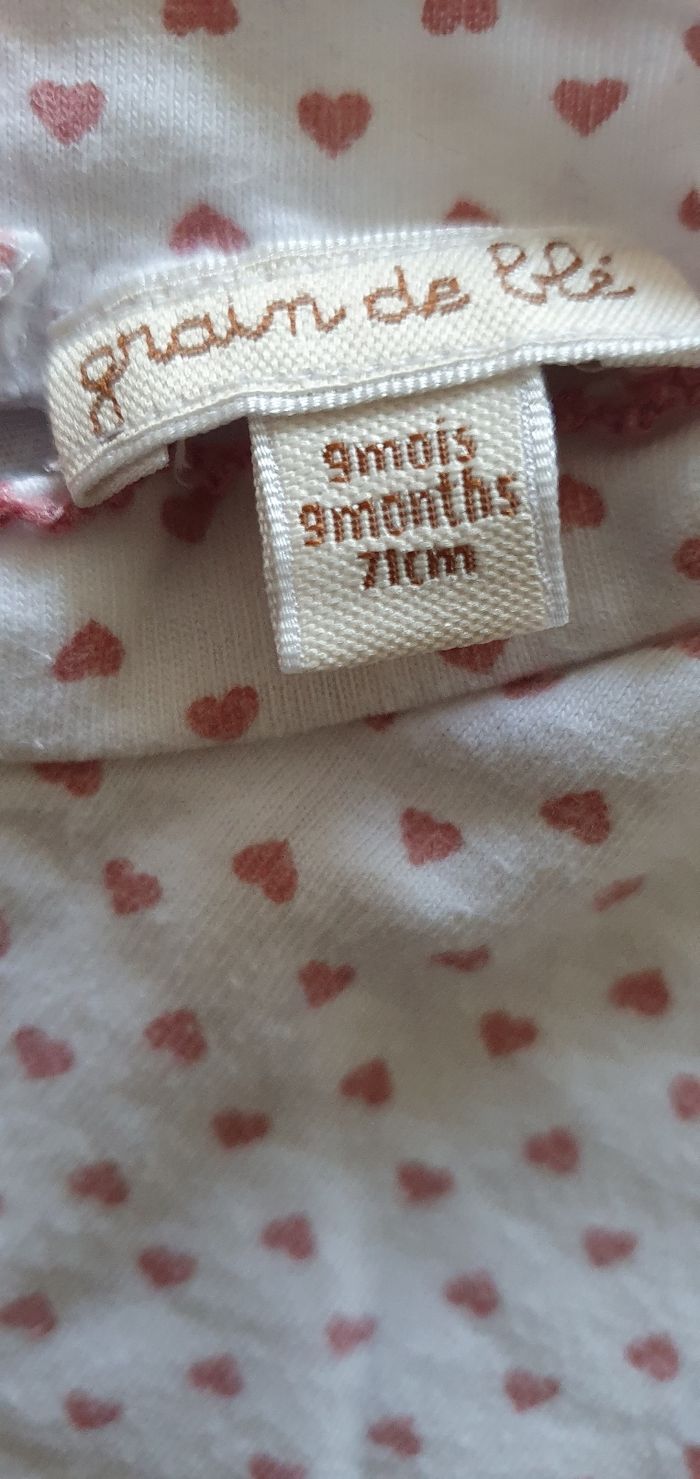 grain de blé
9mois
9months
71cm